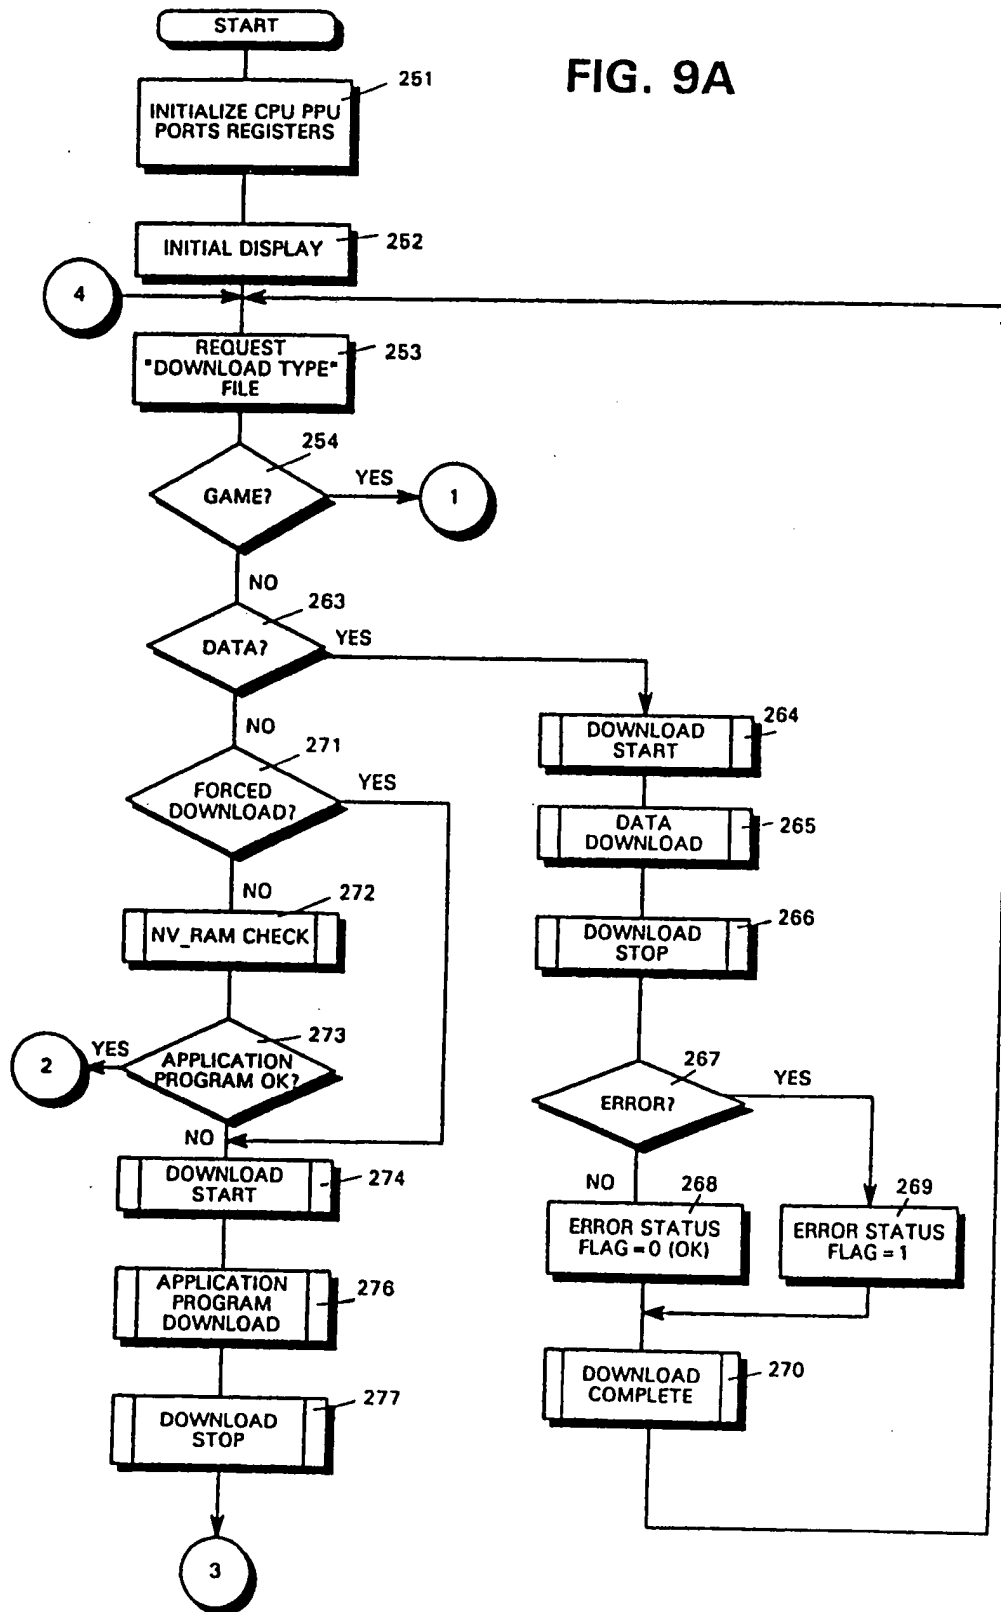 START
FIG. 9A
251
INITIALIZE CPU PPU
PORTS REGISTERS
INITIAL DISPLAY
252
4
REQUEST
"DOWNLOAD TYPE"
FILE
253
254
GAME?
YES
1
NO
263
DATA?
YES
NO
271
FORCED
DOWNLOAD?
YES
NO
272
NV_RAM CHECK
273
APPLICATION
PROGRAM OK?
YES
2
NO
DOWNLOAD
START
274
APPLICATION
PROGRAM
DOWNLOAD
276
DOWNLOAD
STOP
277
3
DOWNLOAD
START
264
DATA
DOWNLOAD
265
DOWNLOAD
STOP
266
267
ERROR?
YES
NO
268
ERROR STATUS
FLAG = 0 (OK)
269
ERROR STATUS
FLAG = 1
DOWNLOAD
COMPLETE
270